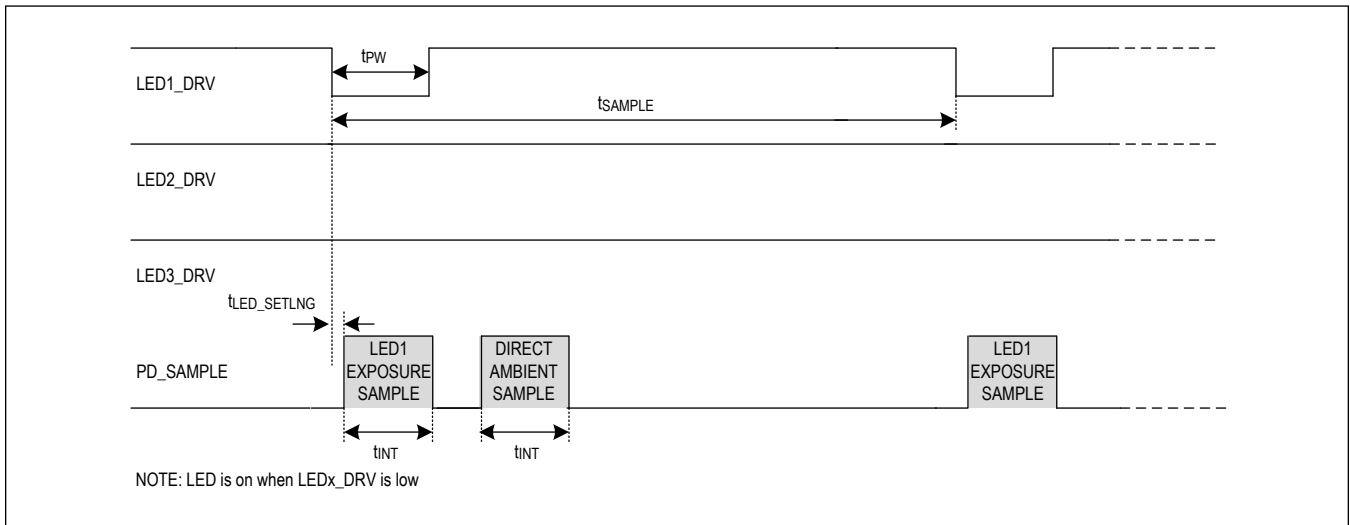 tPW
LED1_DRV
tSAMPLE
LED2_DRV
LED3_DRV
tLED_SETLNG
PD_SAMPLE
LED1
EXPOSURE
SAMPLE
DIRECT
AMBIENT
SAMPLE
LED1
EXPOSURE
SAMPLE
tINT
tINT
NOTE: LED is on when LEDx_DRV is low